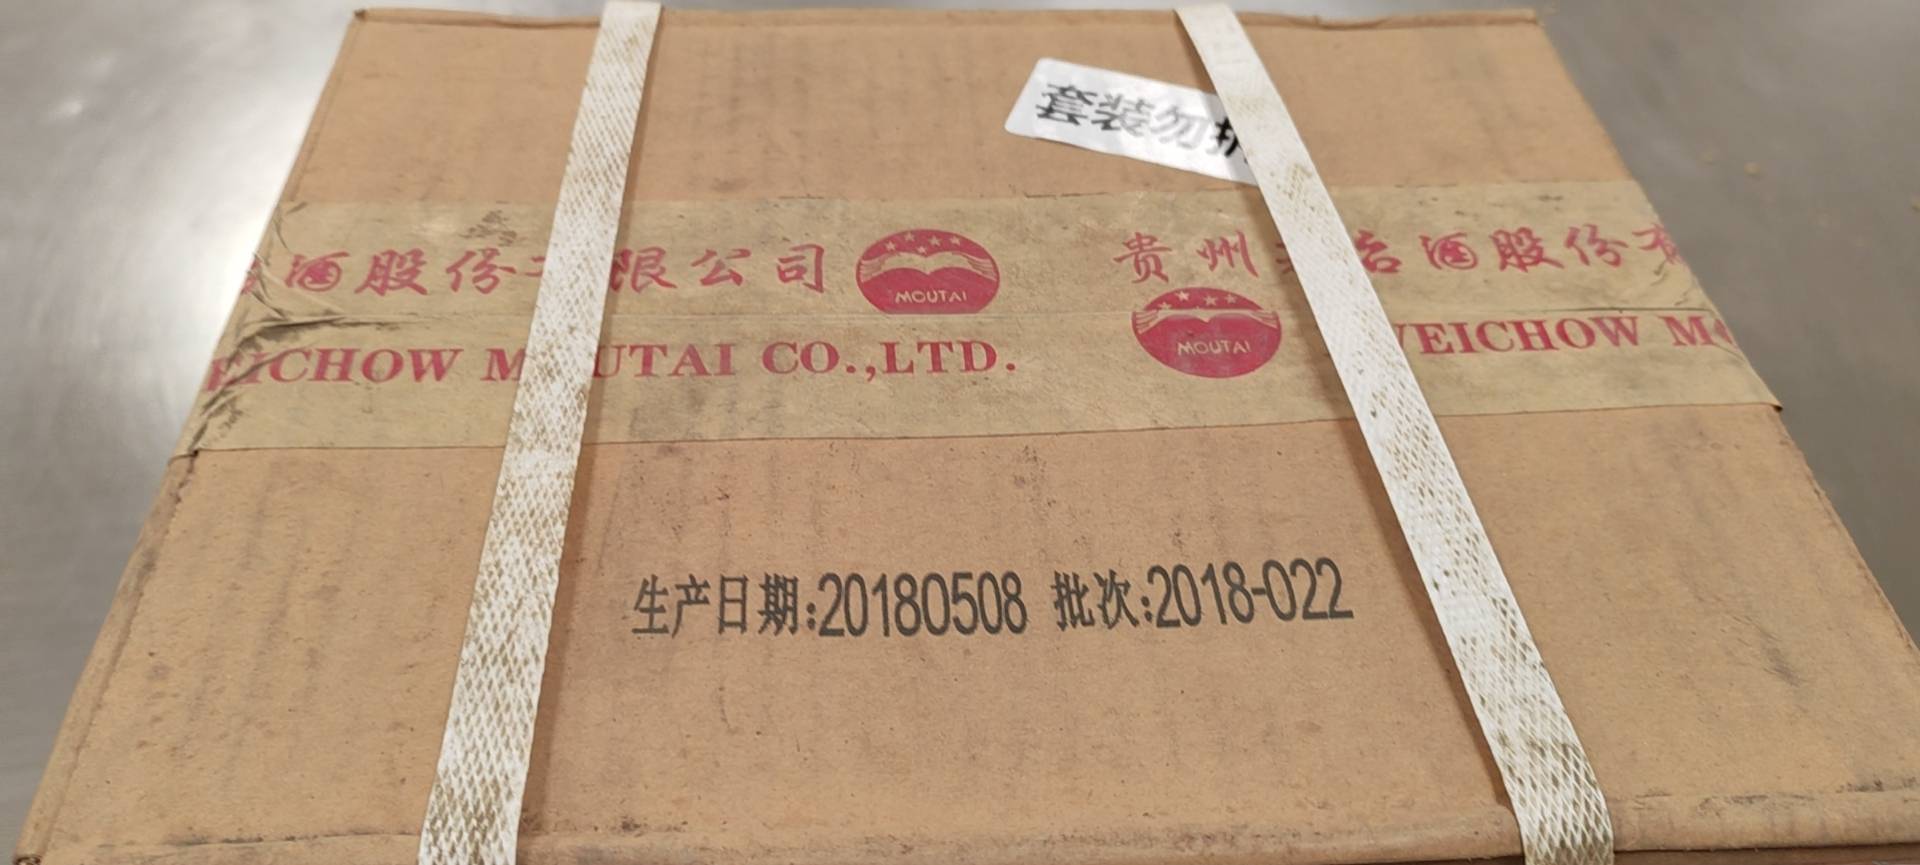 套装勿
酒股份 限公司
MOUTAI
贵州 台酒股份有
MOUTAI
EICHOW M UTAI CO.,LTD.
WEICHOW MO
生产日期:20180508 批次:2018-022